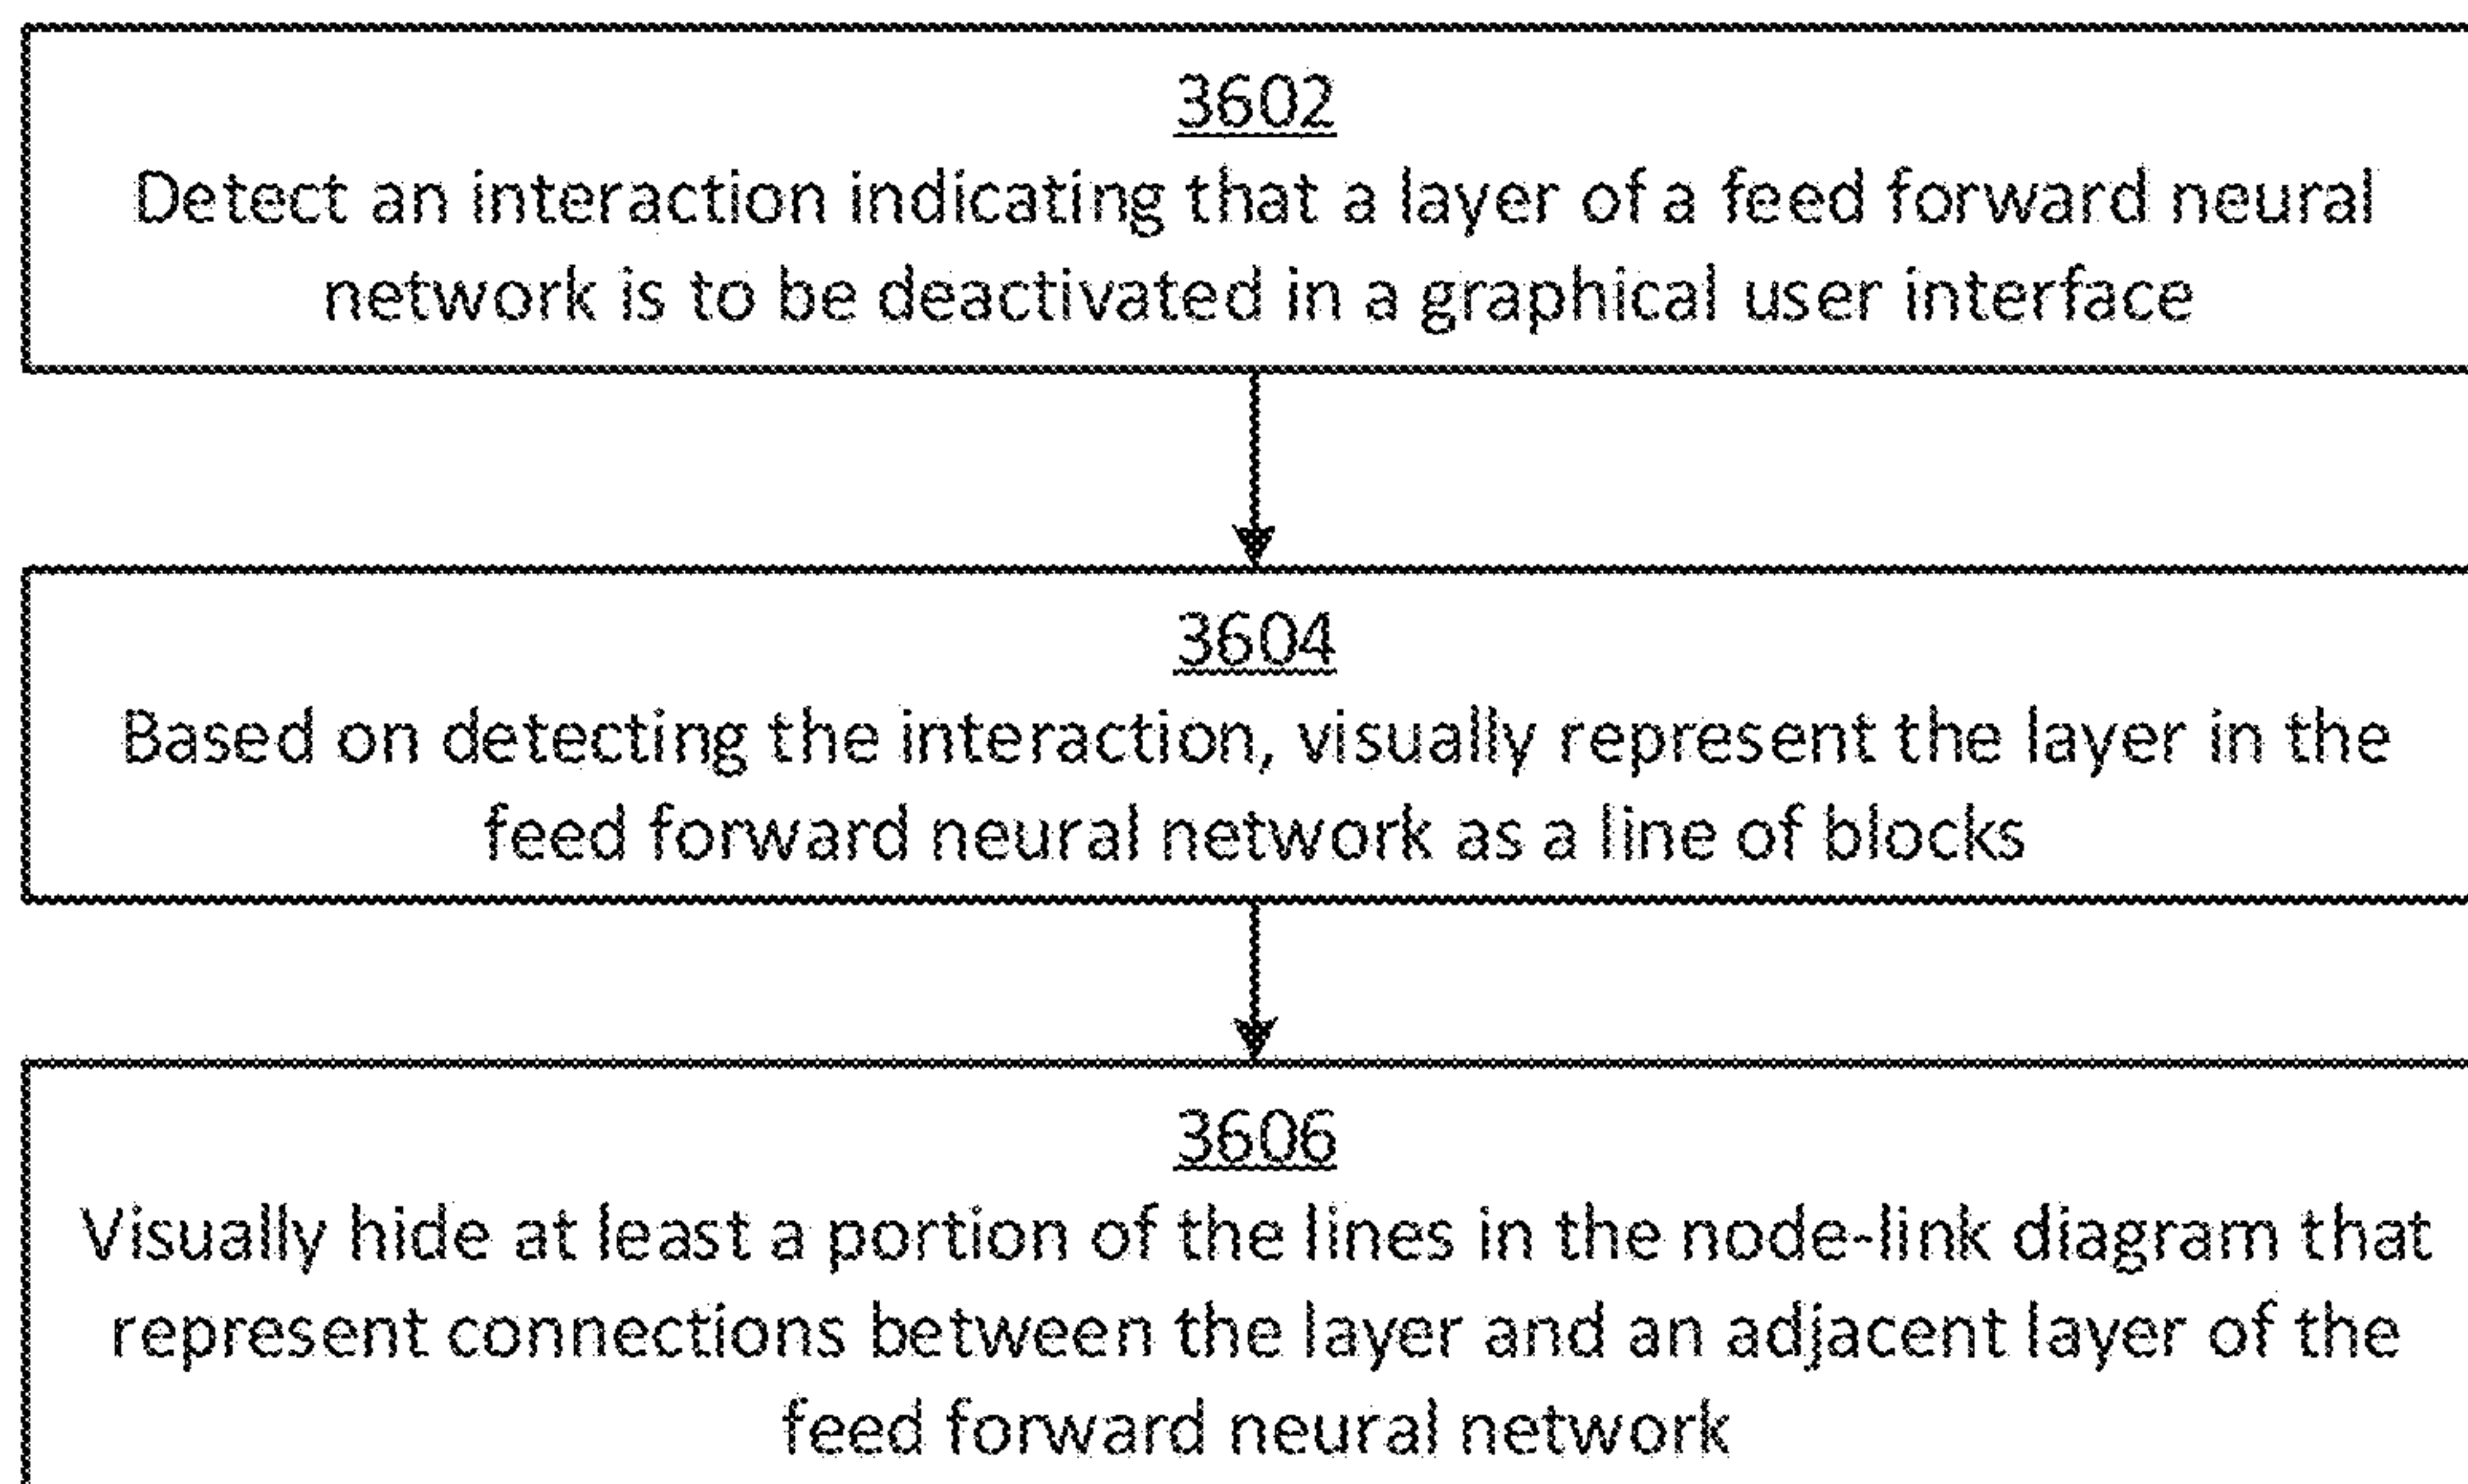 3602
Detect an interaction indicating that a layer of a feed forward neural
network is to be deactivated in a graphical user interface
3604
Based on detecting the interaction, visually represent the layer in the
feed forward neural network as a line of blocks
3606
Visually hide at least a portion of the lines in the node-link diagram that
represent connections between the layer and an adjacent layer of the
feed forward neural network